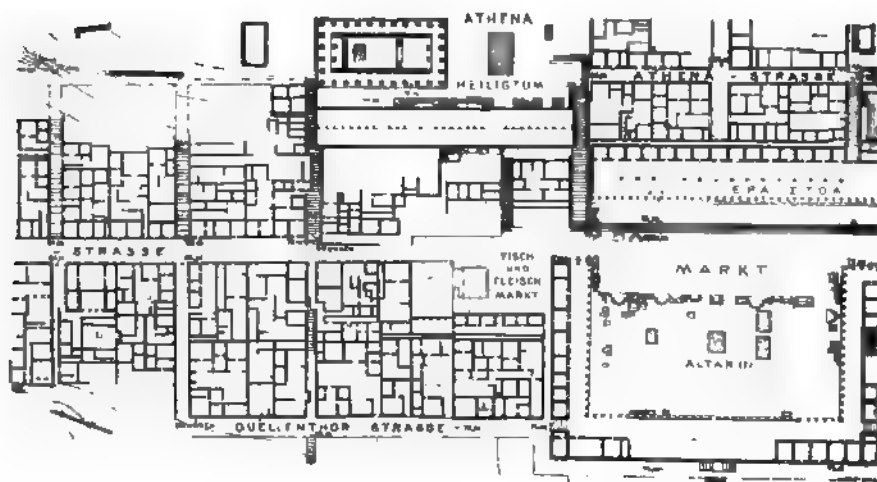 ATHENA
HEILIGTUM
ATHENA - STRASSE
STRASSE
FISCH
UND
FLEISCH
MARKT
MARKT
ALTAR
QUELLENTHOR STRASSE